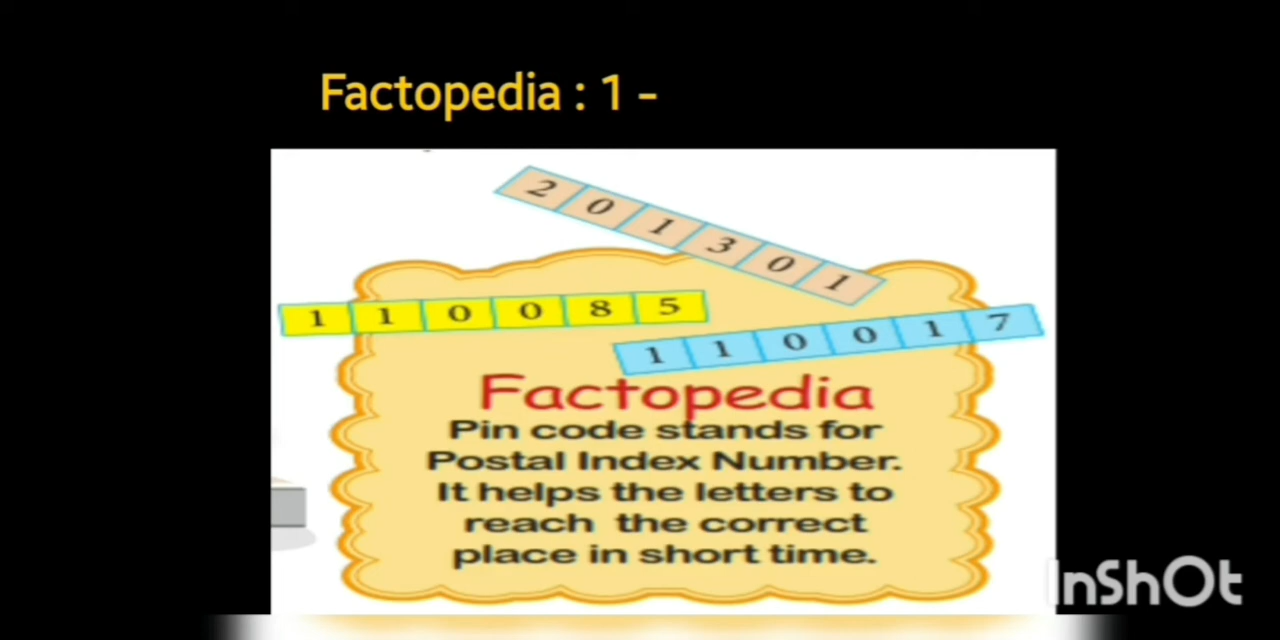 Factopedia : 1 -
2 0 1 3 0 1
1 1 0 0 8 5
1 1 0 0 1 7
Factopedia
Pin code stands for
Postal Index Number.
It helps the letters to
reach the correct
place in short time.
InShOt